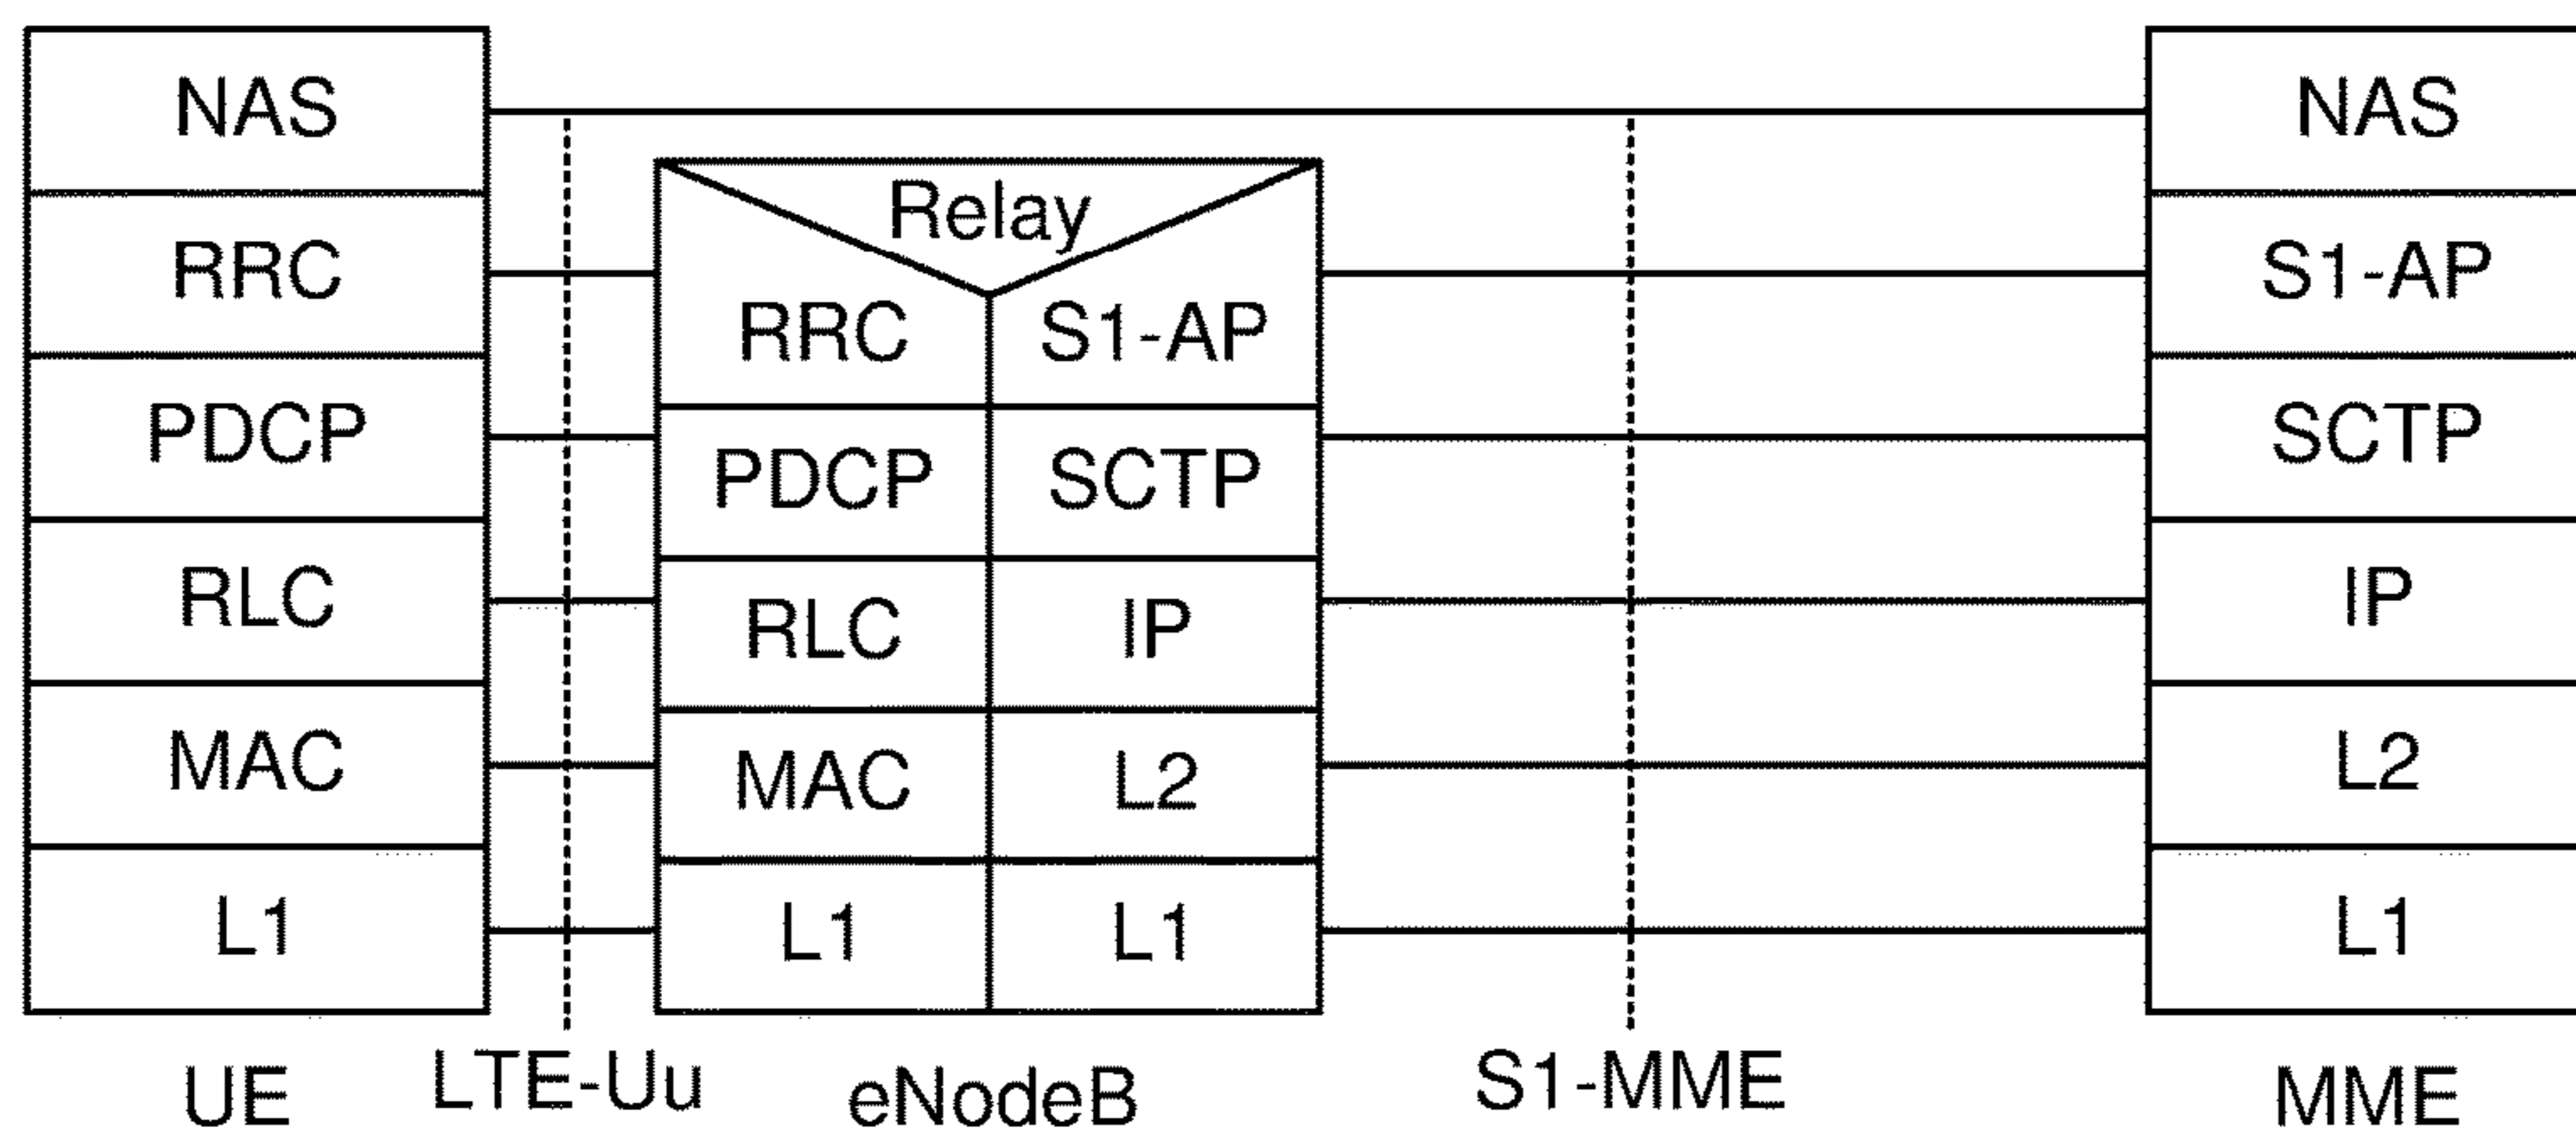 NAS
RRC
PDCP
RLC
MAC
L1
UE
LTE-Uu
Relay
RRC S1-AP
PDCP SCTP
RLC IP
MAC L2
L1 L1
eNodeB
S1-MME
NAS
S1-AP
SCTP
IP
L2
L1
MME